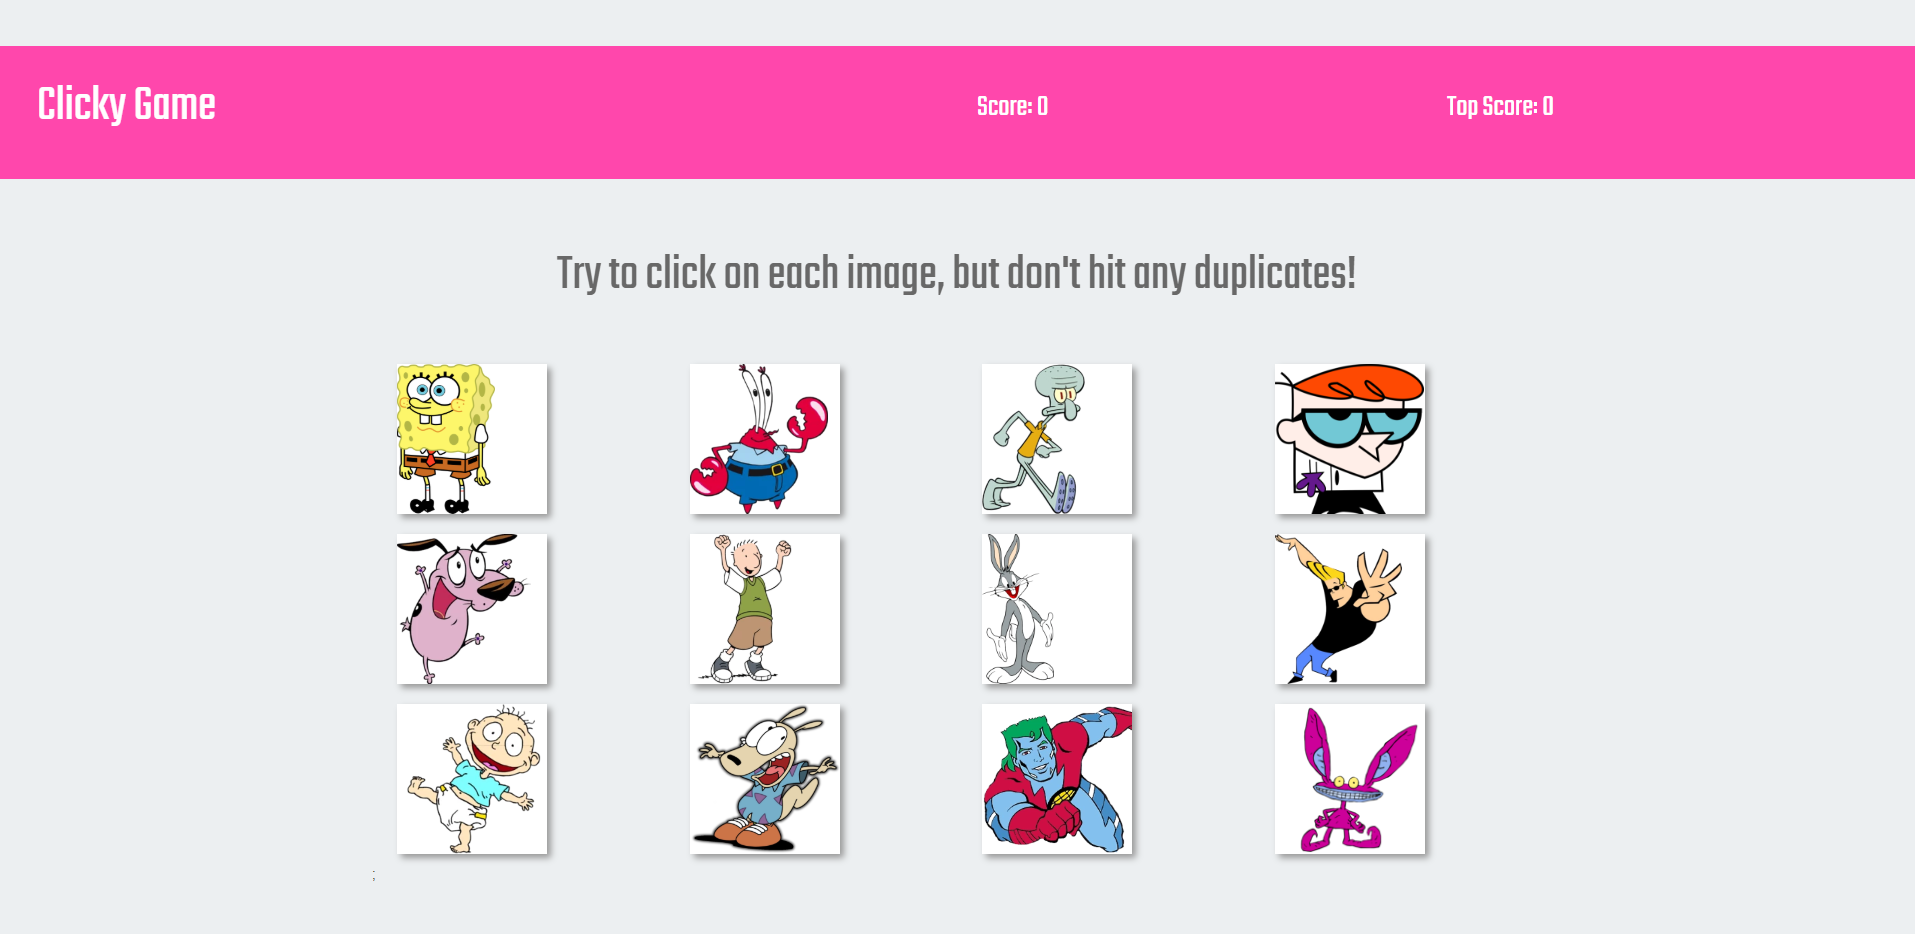 Clicky Game
Score: 0
Top Score: 0
Try to click on each image, but don't hit any duplicates!
;